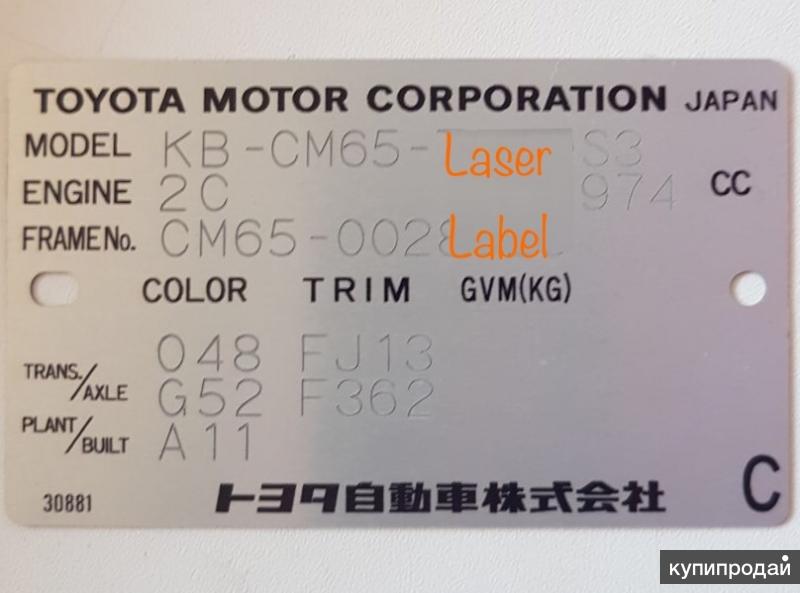 TOYOTA MOTOR CORPORATION JAPAN
MODEL KB-CM65- Laser S3
ENGINE 2C 974 CC
FRAME No. CM65-0028 Label
COLOR TRIM GVM(KG)
048 FJ13
TRANS./AXLE G52 F362
PLANT/BUILT A11
30881 トヨタ自動車株式会社 C
купипродай